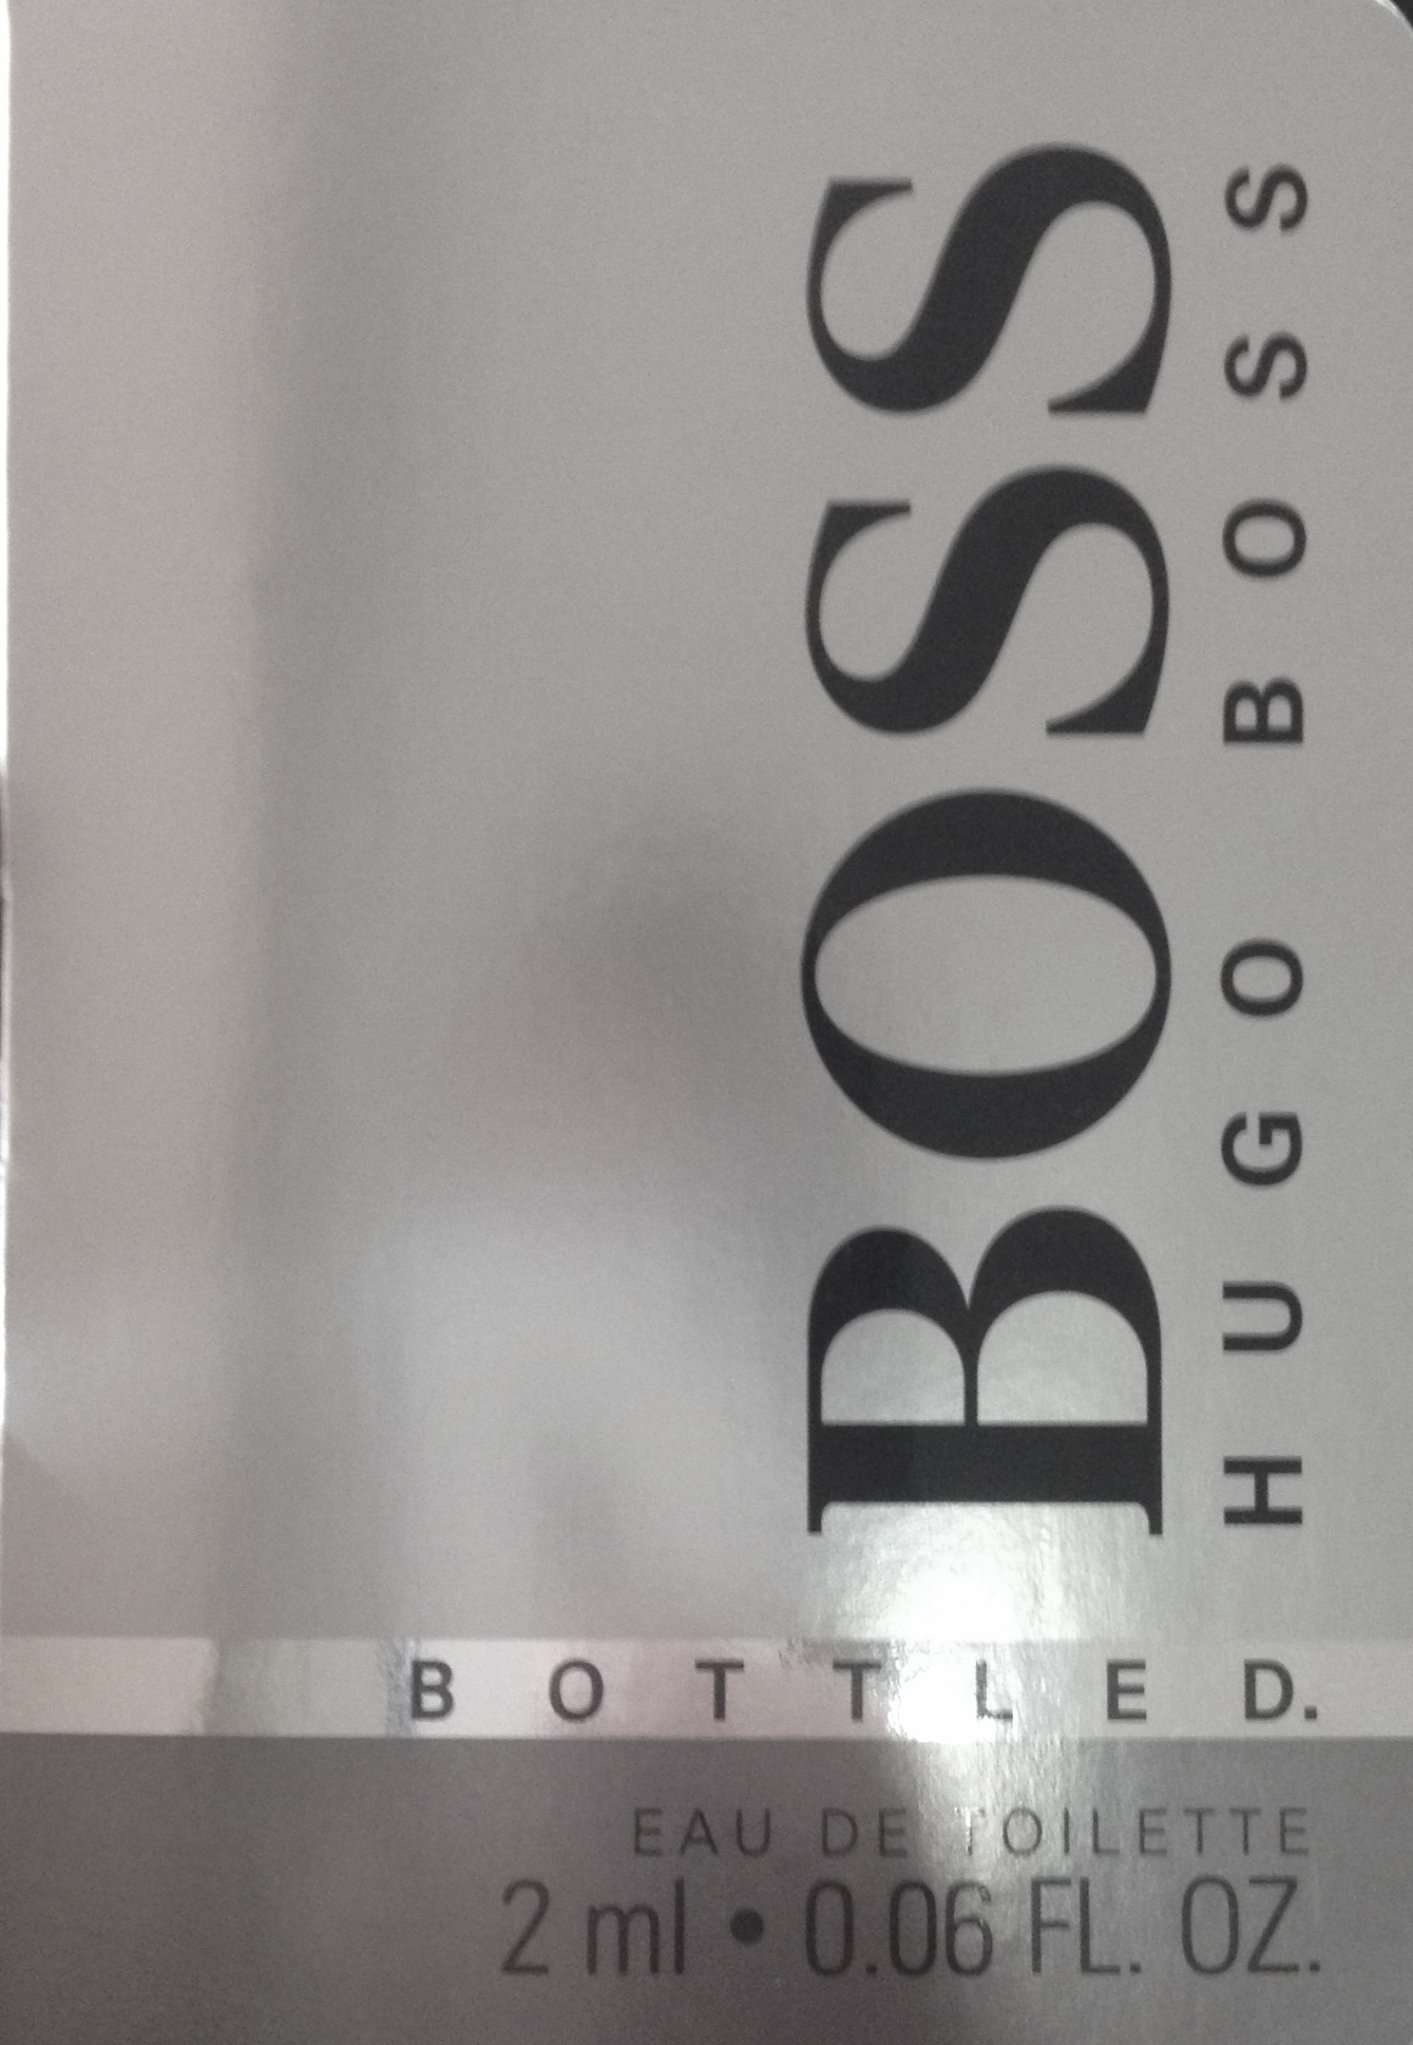 BOSS
HUGO BOSS
BOTTLED.
EAU DE TOILETTE
2 ml • 0.06 FL. OZ.